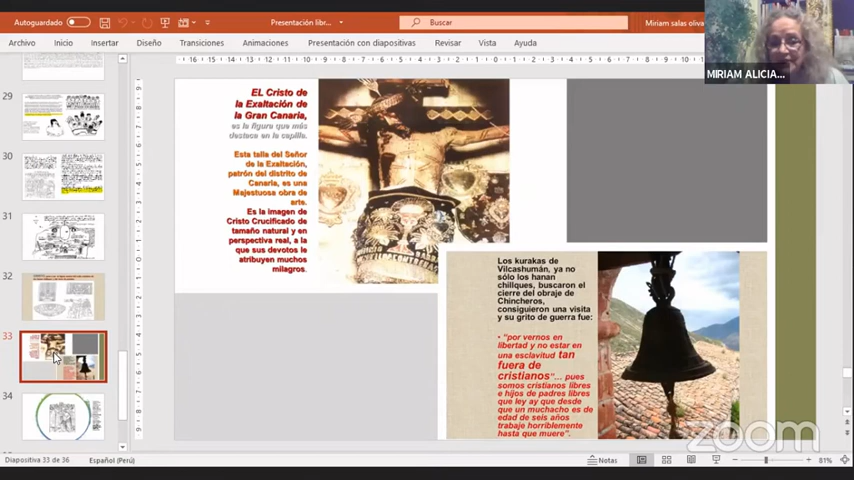 Autoguardado
Presentación libr...
Buscar
Miriam salas oliva
Archivo
Inicio
Insertar
Diseño
Transiciones
Animaciones
Presentación con diapositivas
Revisar
Vista
Ayuda
MIRIAM ALICIA...
29
30
31
32
33
34
EL Cristo de
la Exaltación de
la Gran Canaria,
es la figura que más
destace en la capilla.
Esta talla del Señor
de la Exaltación,
patrón del distrito de
Canaria, es una
Majestuosa obra de
arte.
Es la imagen de
Cristo Crucificado de
tamaño natural y en
perspectiva real, a la
que sus devotos le
atribuyen muchos
milagros.
Los kurakas de
Vilcashumán, ya no
sólo los hanan
chillques, buscaron el
cierre del obraje de
Chincheros,
consiguieron una visita
y su grito de guerra fue:
• "por vernos en
libertad y no estar en
una esclavitud tan
fuera de
cristianos"... pues
somos cristianos libres
e hijos de padres libres
que ley ay que desde
que un muchacho es de
edad de seis años
trabaje horriblemente
hasta que muere".
zoom
Diapositiva 33 de 36
Español (Perú)
Notas
81%